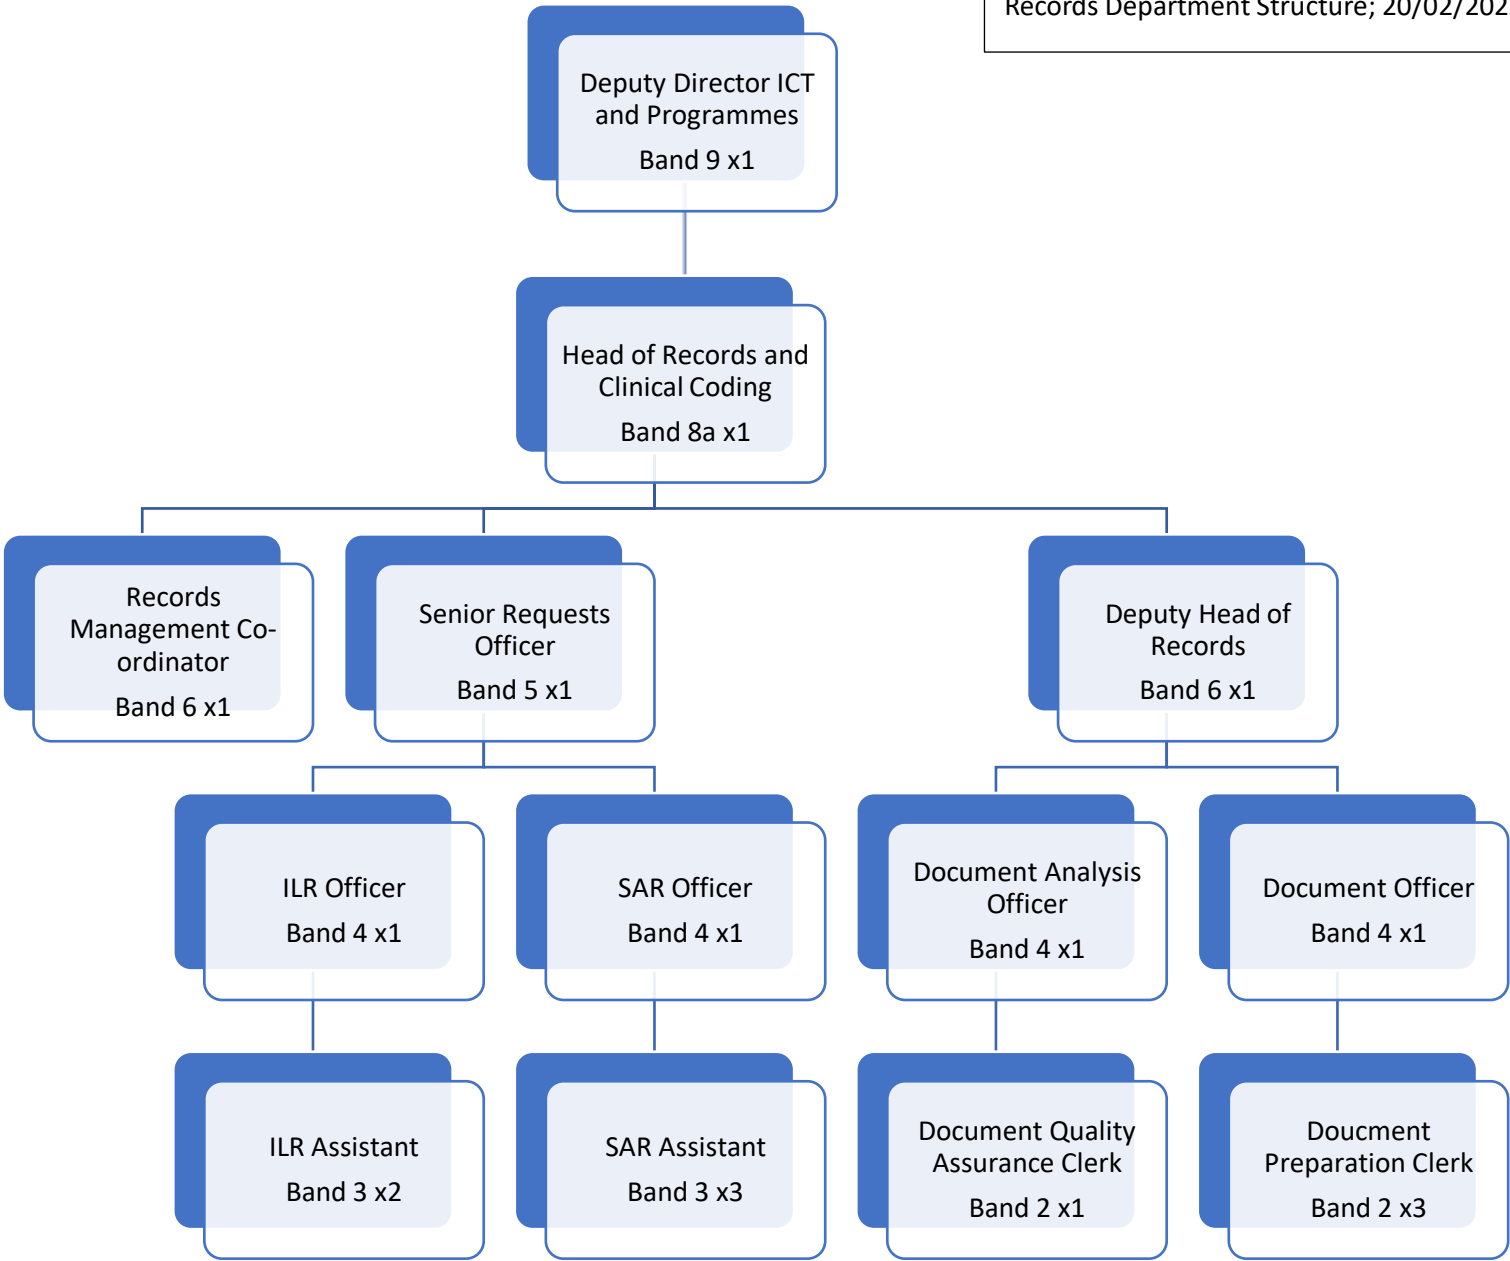 Records Department Structure; 20/02/202
Deputy Director ICT
and Programmes
Band 9 x1
Head of Records and
Clinical Coding
Band 8a x1
Records
Management Co-
ordinator
Band 6 x1
Senior Requests
Officer
Band 5 x1
Deputy Head of
Records
Band 6 x1
ILR Officer
Band 4 x1
SAR Officer
Band 4 x1
Document Analysis
Officer
Band 4 x1
Document Officer
Band 4 x1
ILR Assistant
Band 3 x2
SAR Assistant
Band 3 x3
Document Quality
Assurance Clerk
Band 2 x1
Doucment
Preparation Clerk
Band 2 x3